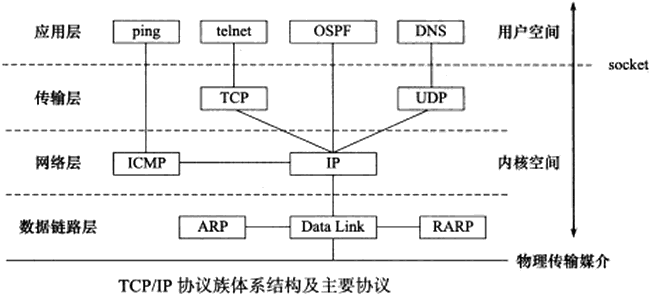 应用层 ping telnet OSPF DNS 用户空间
socket
传输层 TCP UDP
网络层 ICMP IP 内核空间
数据链路层 ARP Data Link RARP
物理传输媒介
TCP/IP 协议族体系结构及主要协议